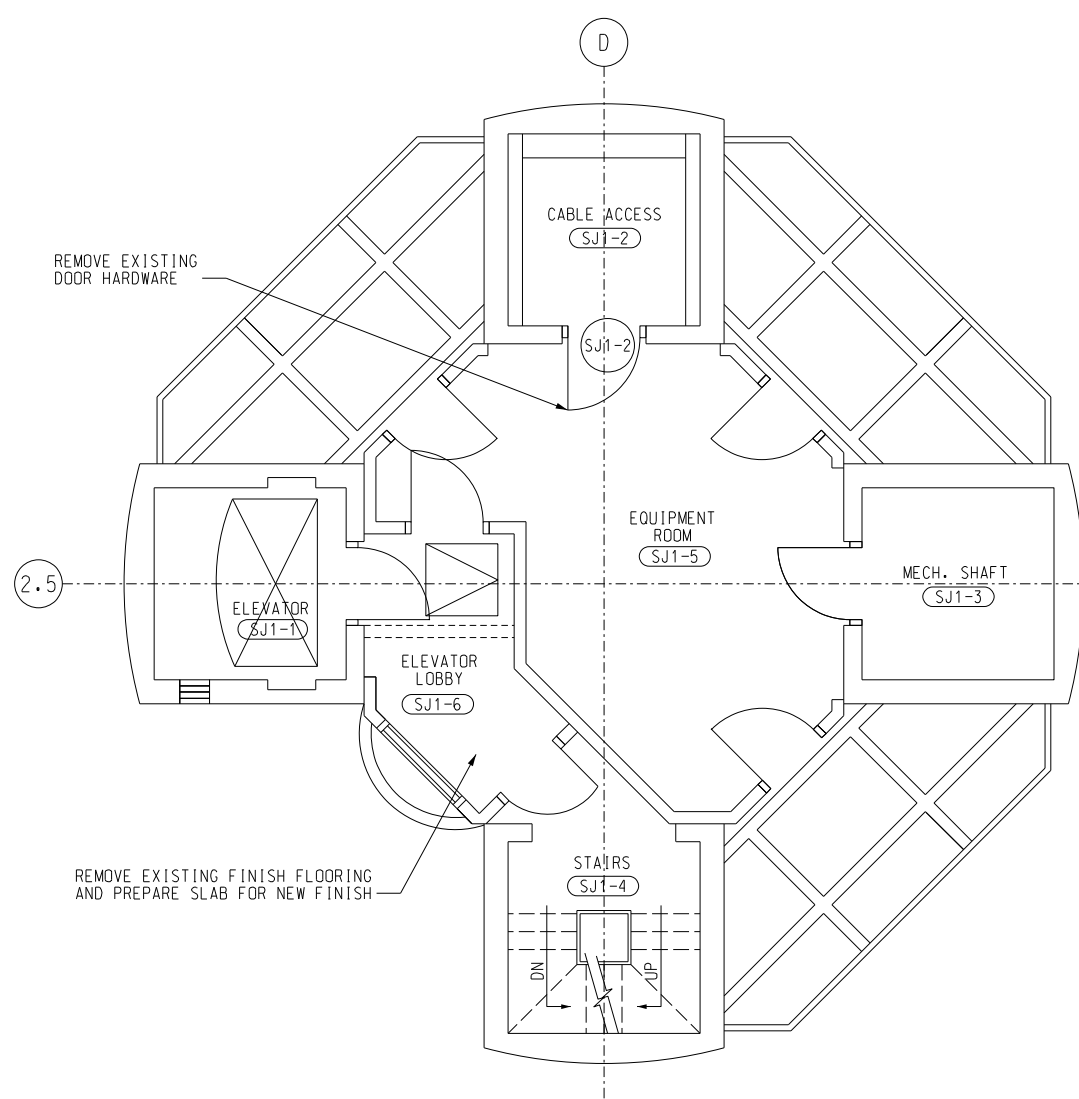 D
CABLE ACCESS
SJ1-2
REMOVE EXISTING
DOOR HARDWARE
SJ1-2
EQUIPMENT
ROOM
SJ1-5
2.5
MECH. SHAFT
SJ1-3
ELEVATOR
SJ1-1
ELEVATOR
LOBBY
SJ1-6
REMOVE EXISTING FINISH FLOORING
AND PREPARE SLAB FOR NEW FINISH
STAIRS
SJ1-4
DN
UP